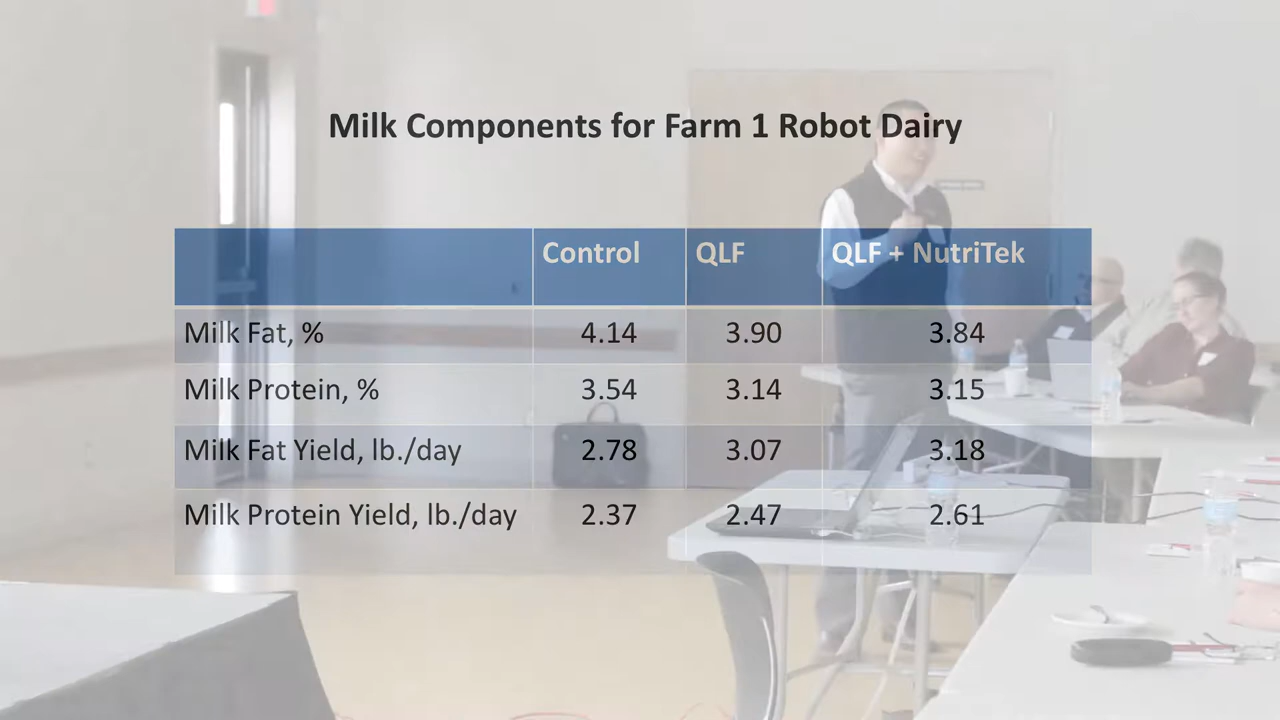 Milk Components for Farm 1 Robot Dairy
Control QLF QLF + NutriTek
Milk Fat, % 4.14 3.90 3.84
Milk Protein, % 3.54 3.14 3.15
Milk Fat Yield, lb./day 2.78 3.07 3.18
Milk Protein Yield, lb./day 2.37 2.47 2.61